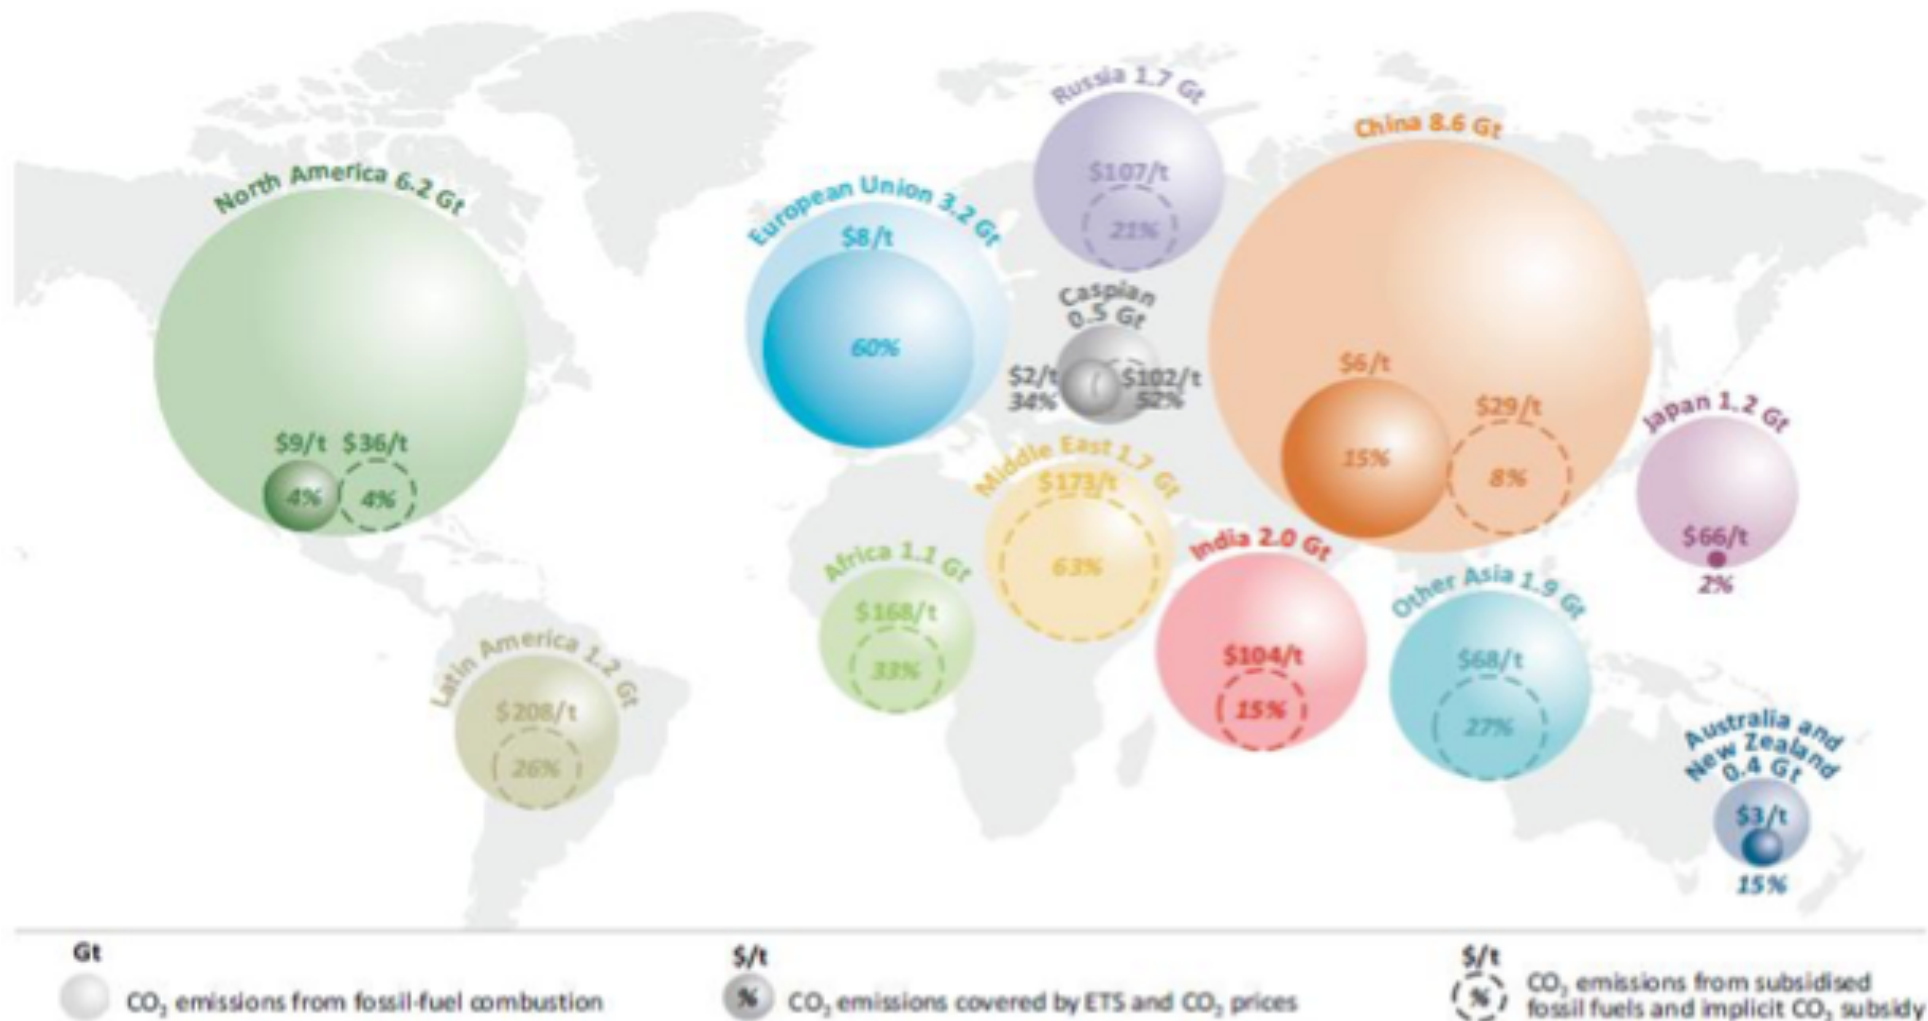 North America 6.2 Gt
$9/t $36/t
4% 4%
Latin America 1.2 Gt
$208/t
26%
European Union 3.2 Gt
$8/t
60%
Russia 1.7 Gt
$107/t
21%
Caspian
0.5 Gt
$2/t $102/t
34% 52%
Middle East 1.7 Gt
$173/t
63%
Africa 1.1 Gt
$168/t
33%
China 8.6 Gt
$6/t
15%
$29/t
8%
India 2.0 Gt
$104/t
15%
Other Asia 1.9 Gt
$68/t
27%
Japan 1.2 Gt
$66/t
2%
Australia and
New Zealand
0.4 Gt
$3/t
15%
Gt
CO₂ emissions from fossil-fuel combustion
$/t
%
CO₂ emissions covered by ETS and CO₂ prices
$/t
%
CO₂ emissions from subsidised
fossil fuels and implicit CO₂ subsidy